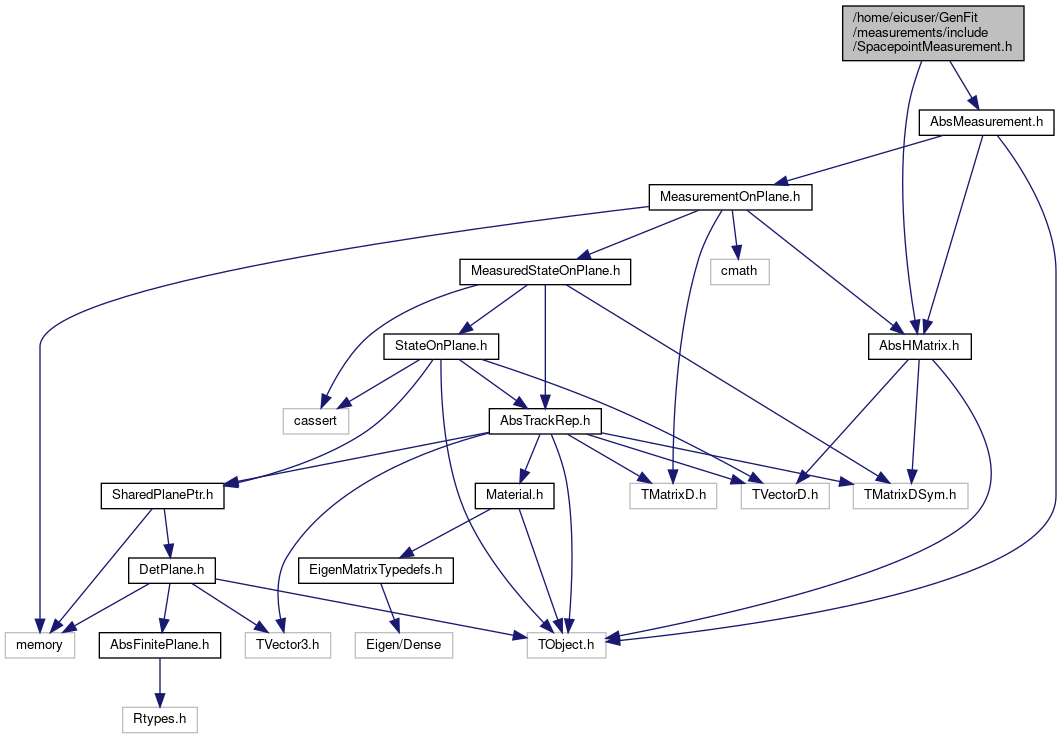 /home/eicuser/GenFit
/measurements/include
/SpacepointMeasurement.h
AbsMeasurement.h
MeasurementOnPlane.h
MeasuredStateOnPlane.h
cmath
StateOnPlane.h
AbsHMatrix.h
cassert
AbsTrackRep.h
SharedPlanePtr.h
Material.h
TMatrixD.h
TVectorD.h
TMatrixDSym.h
DetPlane.h
EigenMatrixTypedefs.h
memory
AbsFinitePlane.h
TVector3.h
Eigen/Dense
TObject.h
Rtypes.h